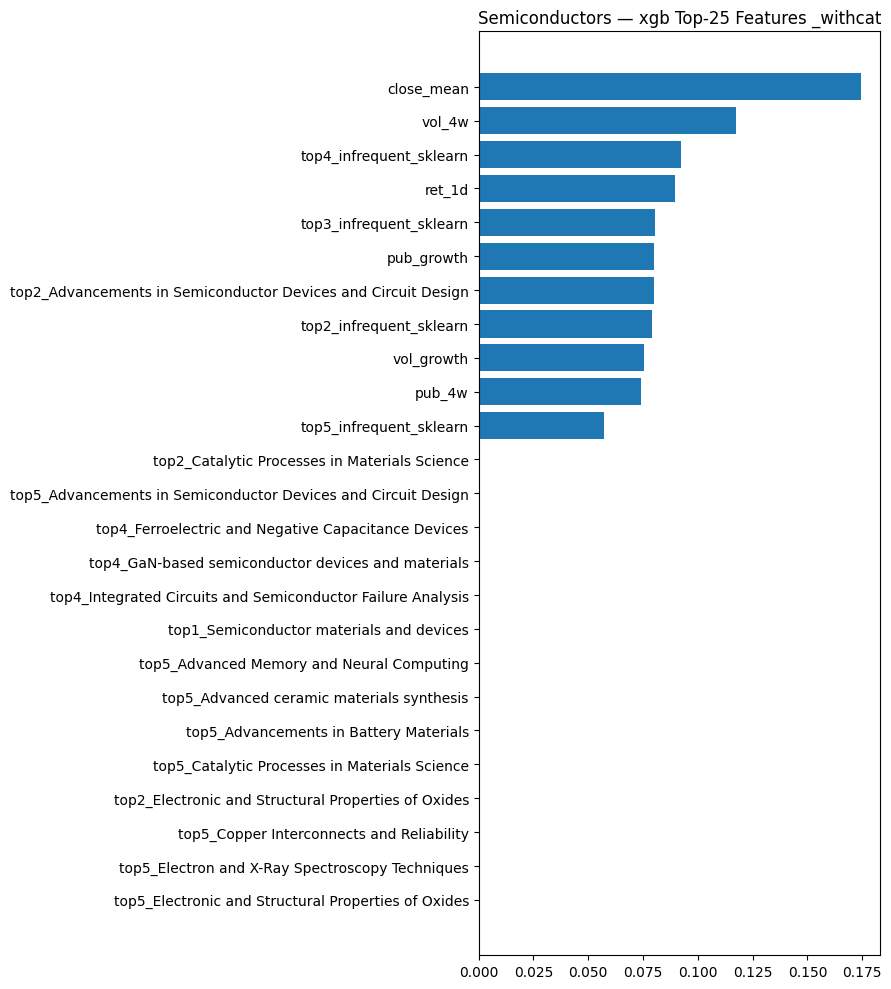 Semiconductors — xgb Top-25 Features _withcat
close_mean
vol_4w
top4_infrequent_sklearn
ret_1d
top3_infrequent_sklearn
pub_growth
top2_Advancements in Semiconductor Devices and Circuit Design
top2_infrequent_sklearn
vol_growth
pub_4w
top5_infrequent_sklearn
top2_Catalytic Processes in Materials Science
top5_Advancements in Semiconductor Devices and Circuit Design
top4_Ferroelectric and Negative Capacitance Devices
top4_GaN-based semiconductor devices and materials
top4_Integrated Circuits and Semiconductor Failure Analysis
top1_Semiconductor materials and devices
top5_Advanced Memory and Neural Computing
top5_Advanced ceramic materials synthesis
top5_Advancements in Battery Materials
top5_Catalytic Processes in Materials Science
top2_Electronic and Structural Properties of Oxides
top5_Copper Interconnects and Reliability
top5_Electron and X-Ray Spectroscopy Techniques
top5_Electronic and Structural Properties of Oxides
0.000 0.025 0.050 0.075 0.100 0.125 0.150 0.175